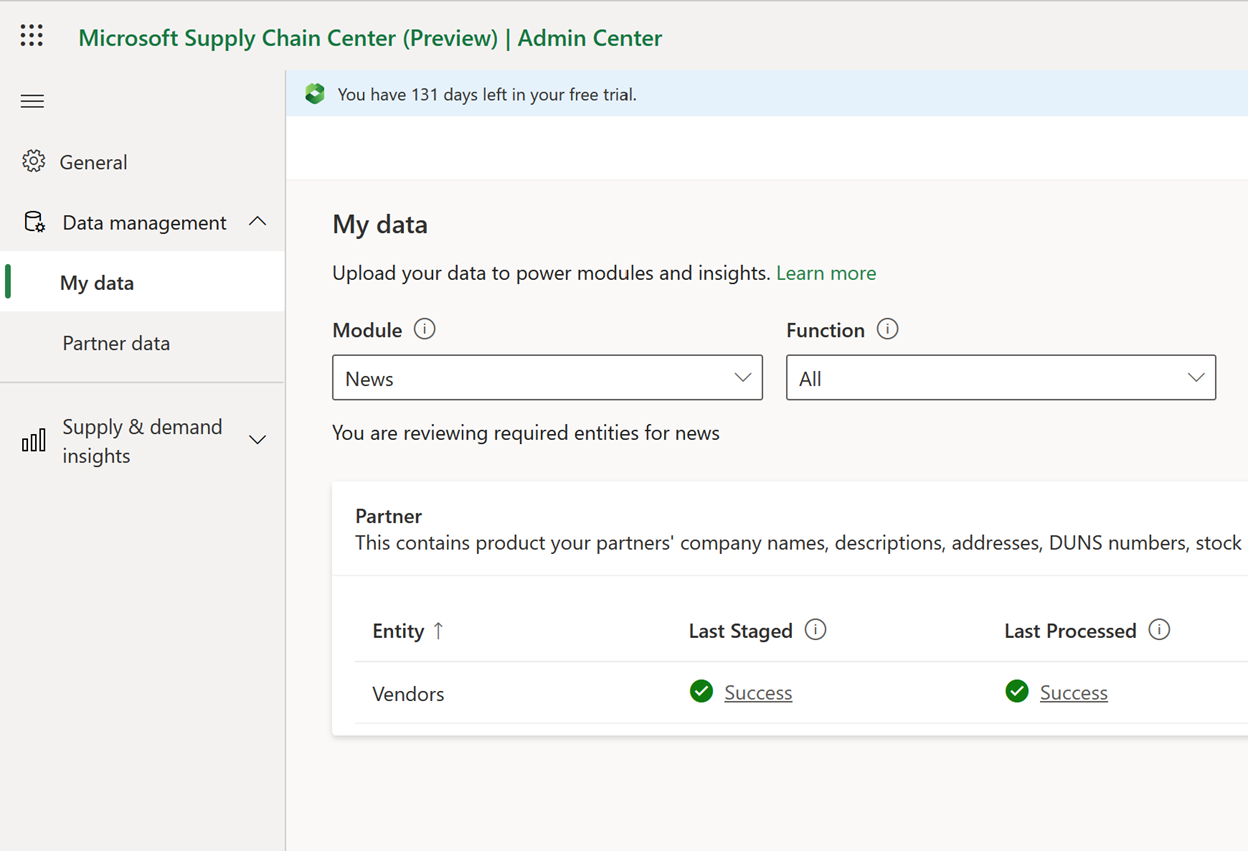 Microsoft Supply Chain Center (Preview) | Admin Center
You have 131 days left in your free trial.
General
Data management
My data
Partner data
Supply & demand
insights
My data
Upload your data to power modules and insights. Learn more
Module
Function
News
All
You are reviewing required entities for news
Partner
This contains product your partners' company names, descriptions, addresses, DUNS numbers, stock
Entity ↑
Last Staged
Last Processed
Vendors
Success
Success